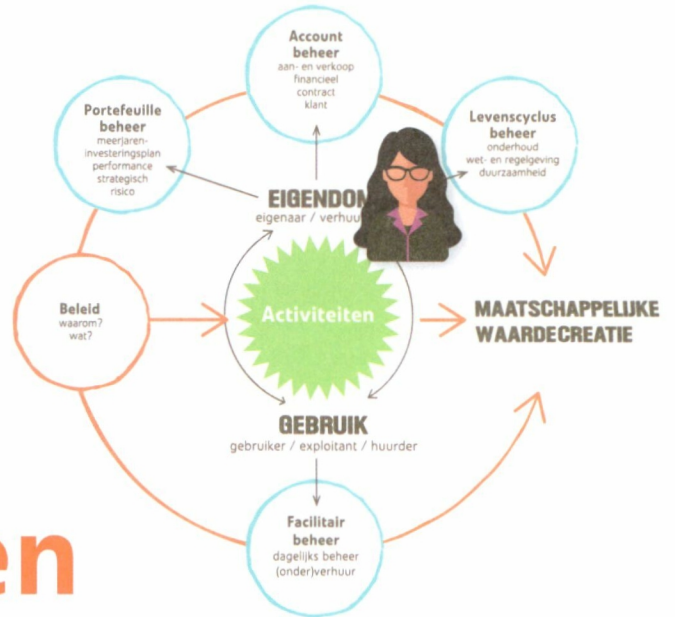 Account
beheer
aan- en verkoop
financieel
contract
klant
Portefeuille
beheer
meerjaren-
investeringsplan
performance
strategisch
risico
Levenscyclus
beheer
onderhoud
wet- en regelgeving
duurzaamheid
eigenaar /
Beleid
waarom?
wat?
Activiteiten
MAATSCHAPPELIJKE
WAARDECREATIE
GEBRUIK
gebruiker / exploitant / huurder
Facilitair
beheer
dagelijks beheer
(onder)verhuur
en